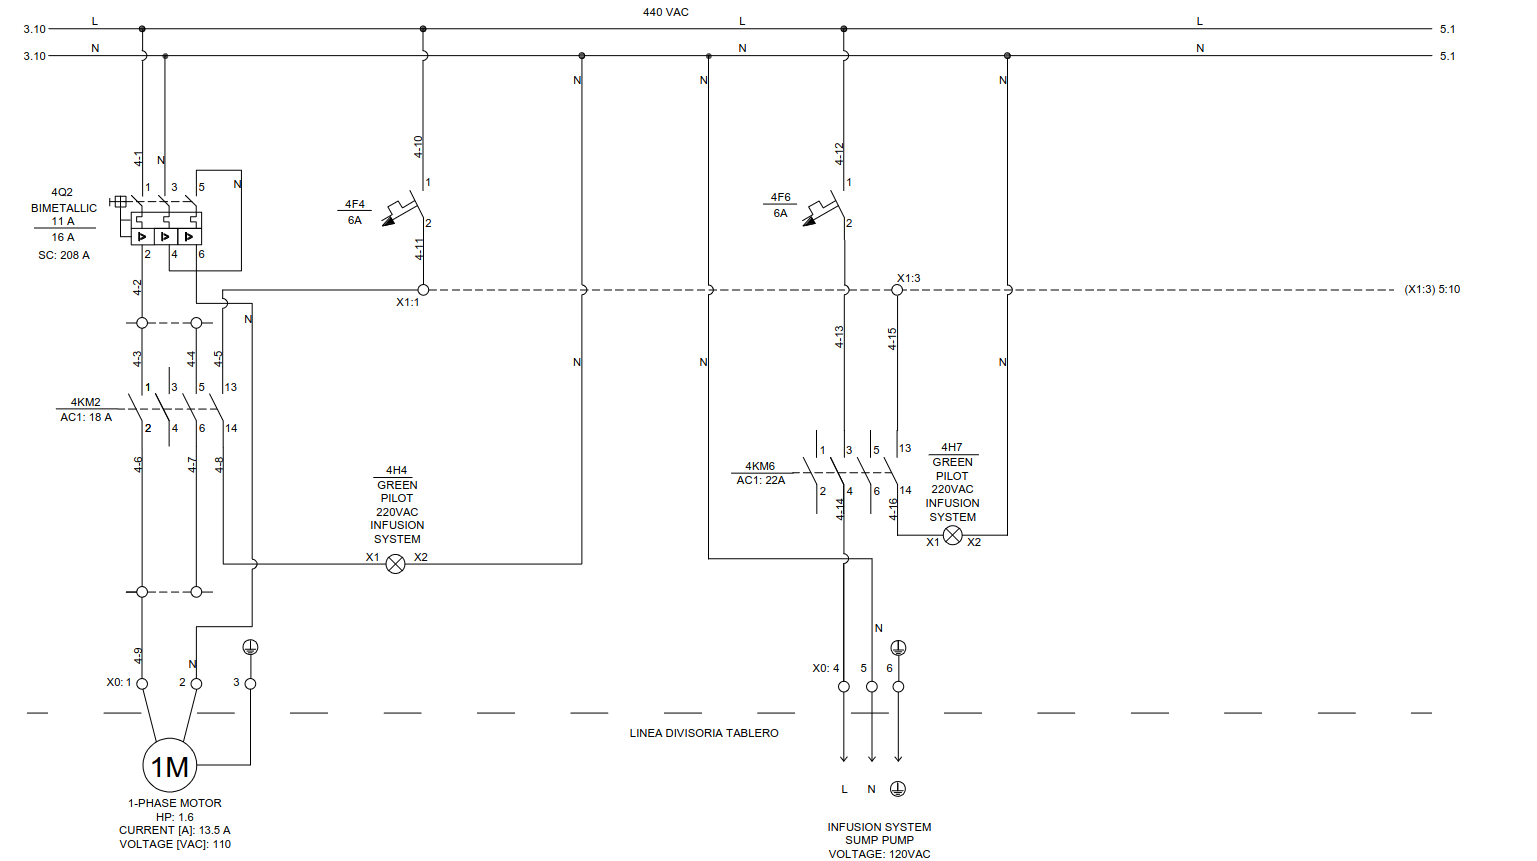 440 VAC
3.10 L L L 5.1
3.10 N N N 5.1
N N N
4-1 N 4-10 4-12
4Q2
BIMETALLIC
11 A
16 A
SC: 208 A
1 3 5 N
2 4 6
4F4
6A
1
2
4-11
4F6
6A
1
2
4-2
X1:1
X1:3
(X1:3) 5:10
N
4-3 4-4 4-5
4-13 4-15
N N N
4KM2
AC1: 18 A
1 3 5 13
2 4 6 14
4-6 4-7 4-8
4H4
GREEN
PILOT
220VAC
INFUSION
SYSTEM
X1 X2
4KM6
AC1: 22A
1 3 5 13
2 4 6 14
4-14 4-16
4H7
GREEN
PILOT
220VAC
INFUSION
SYSTEM
X1 X2
4-9 N
N
X0: 1 2 3
X0: 4 5 6
LINEA DIVISORIA TABLERO
1M
1-PHASE MOTOR
HP: 1.6
CURRENT [A]: 13.5 A
VOLTAGE [VAC]: 110
L N
INFUSION SYSTEM
SUMP PUMP
VOLTAGE: 120VAC